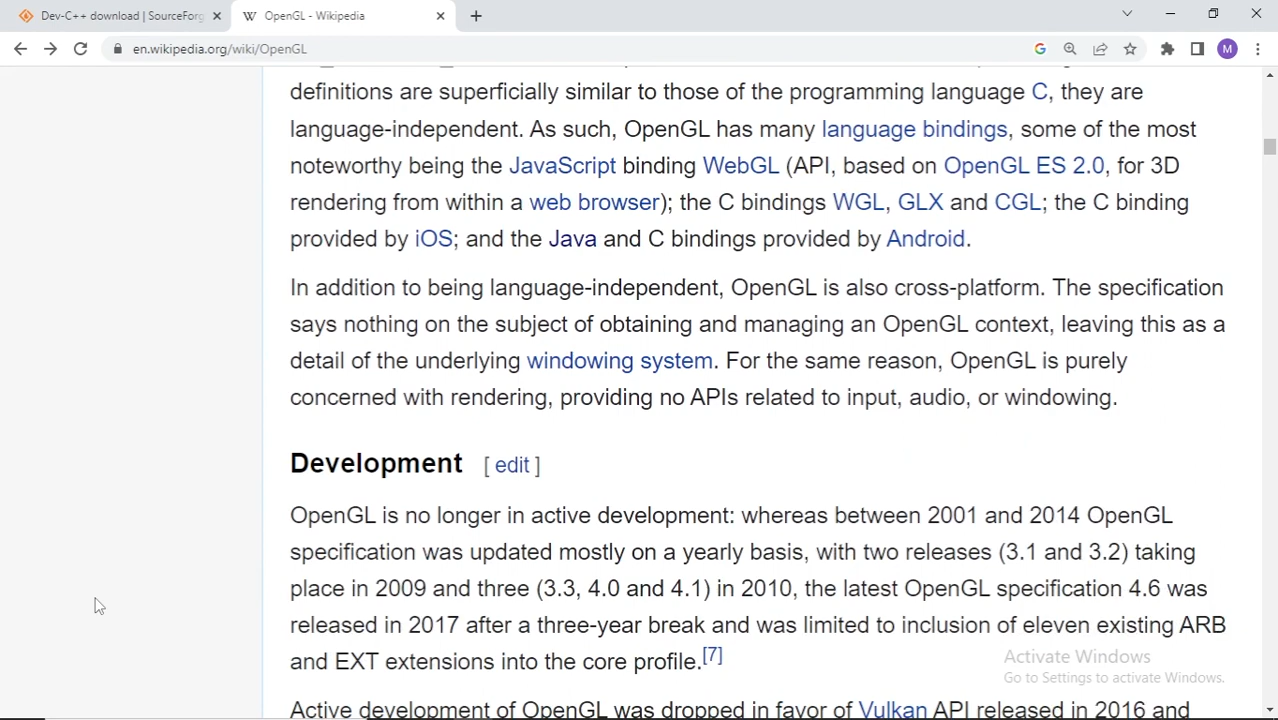 Dev-C++ download | SourceForg
OpenGL - Wikipedia
en.wikipedia.org/wiki/OpenGL
M
definitions are superficially similar to those of the programming language C, they are
language-independent. As such, OpenGL has many language bindings, some of the most
noteworthy being the JavaScript binding WebGL (API, based on OpenGL ES 2.0, for 3D
rendering from within a web browser); the C bindings WGL, GLX and CGL; the C binding
provided by iOS; and the Java and C bindings provided by Android.
In addition to being language-independent, OpenGL is also cross-platform. The specification
says nothing on the subject of obtaining and managing an OpenGL context, leaving this as a
detail of the underlying windowing system. For the same reason, OpenGL is purely
concerned with rendering, providing no APIs related to input, audio, or windowing.
Development [ edit ]
OpenGL is no longer in active development: whereas between 2001 and 2014 OpenGL
specification was updated mostly on a yearly basis, with two releases (3.1 and 3.2) taking
place in 2009 and three (3.3, 4.0 and 4.1) in 2010, the latest OpenGL specification 4.6 was
released in 2017 after a three-year break and was limited to inclusion of eleven existing ARB
and EXT extensions into the core profile.[7]
Activate Windows
Go to Settings to activate Windows.
Active development of OpenGL was dropped in favor of Vulkan API released in 2016 and